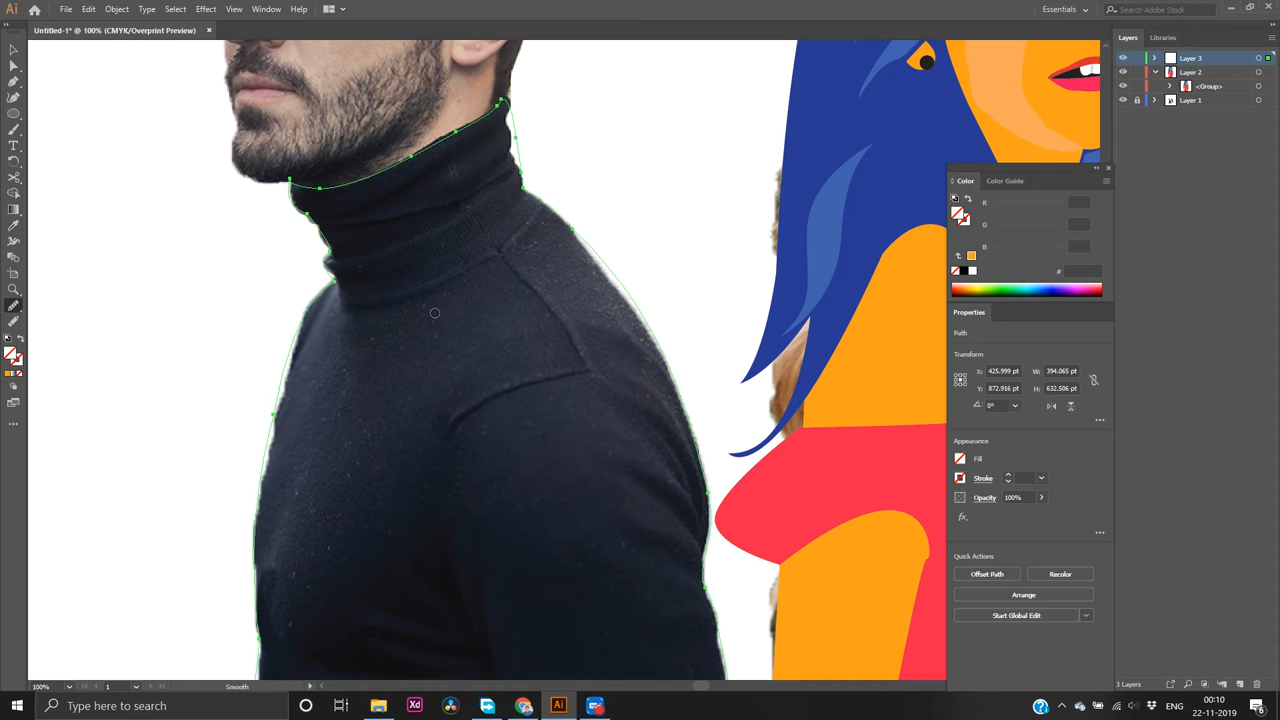 Ai File Edit Object Type Select Effect View Window Help Essentials Search Adobe Stock
Untitled-1* @ 100% (CMYK/Overprint Preview) ×
Layers Libraries
Layer 3
Layer 2
<Group>
Layer 1
Color Color Guide
R
G
B
#
Properties
Path
Transform
X: 425.999 pt W: 394.065 pt
Y: 872.916 pt H: 632.506 pt
0°
Appearance
Fill
Stroke
Opacity 100%
fx.
Quick Actions
Offset Path Recolor
Arrange
Start Global Edit
100% 1 Smooth 3 Layers
Type here to search Xd Ai 00:10
22-11-2019 6